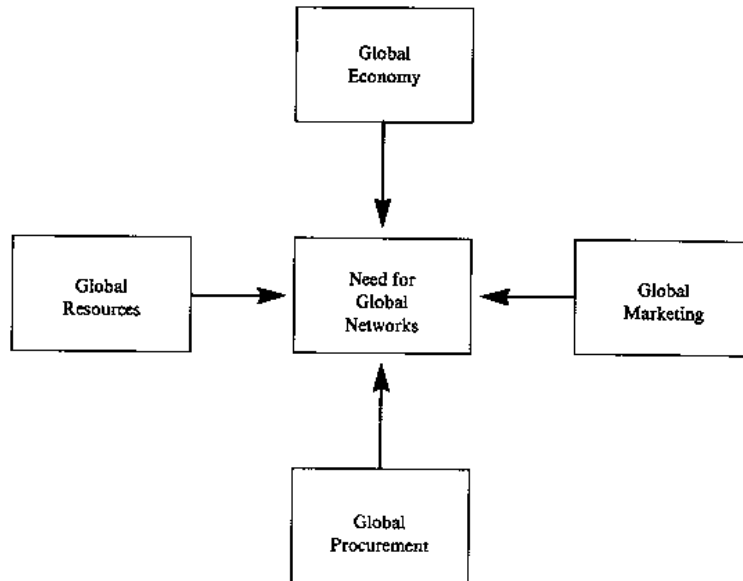 Global
Economy
Global
Resources
Need for
Global
Networks
Global
Marketing
Global
Procurement